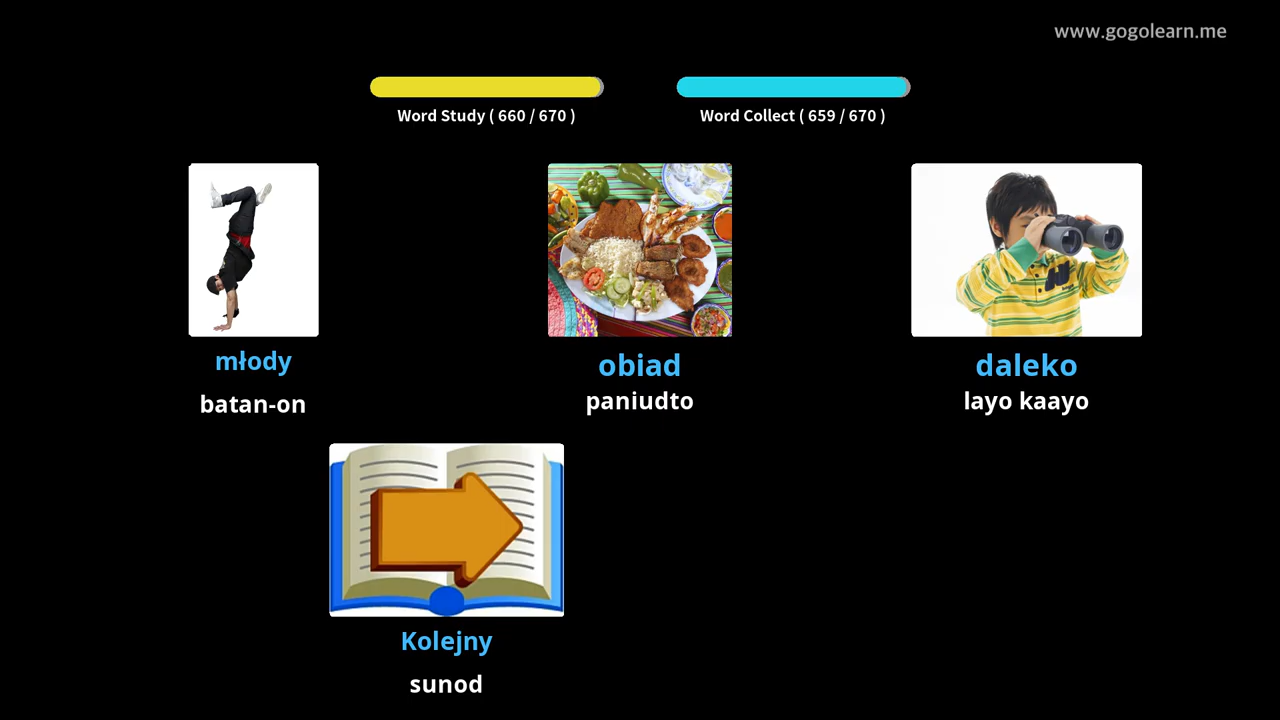 www.gogolearn.me
Word Study ( 660 / 670 )
Word Collect ( 659 / 670 )
młody
batan-on
obiad
paniudto
daleko
layo kaayo
Kolejny
sunod